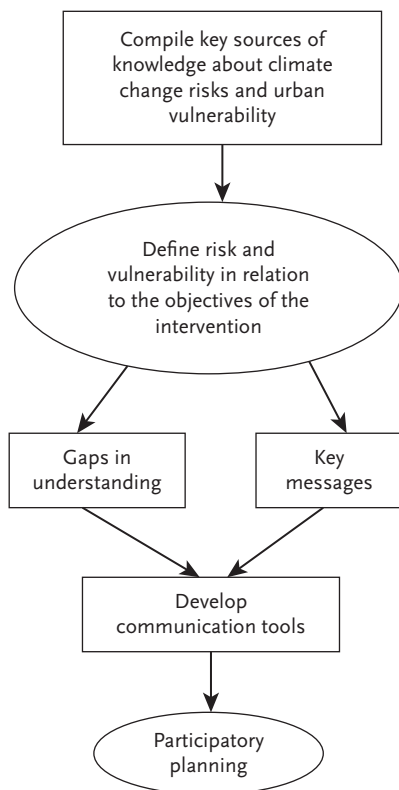 Compile key sources of
knowledge about climate
change risks and urban
vulnerability
Define risk and
vulnerability in relation
to the objectives of the
intervention
Gaps in
understanding
Key
messages
Develop
communication tools
Participatory
planning